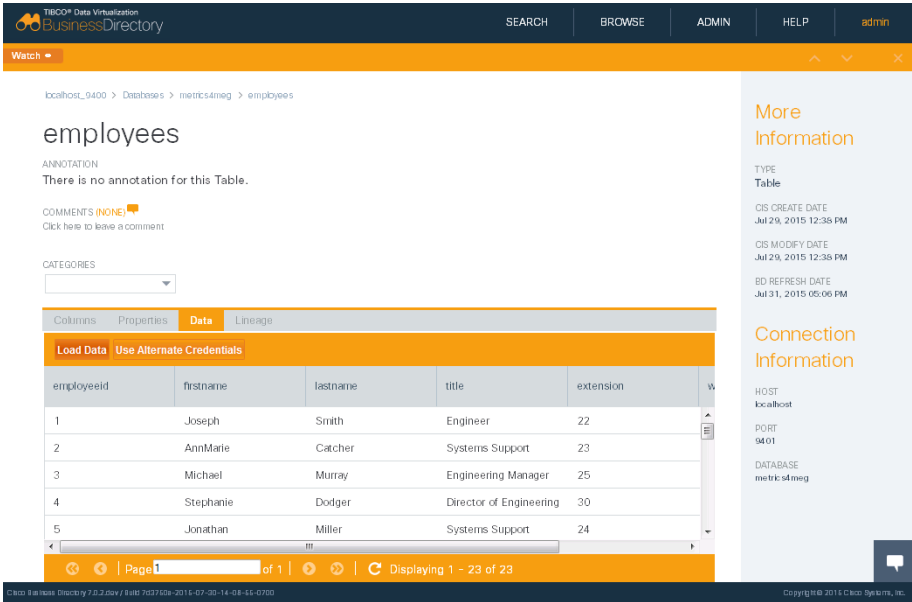 TIBCO® Data Virtualization
BusinessDirectory
SEARCH
BROWSE
ADMIN
HELP
admin
Watch
localhost_9400 > Databases > metrics4meg > employees
employees
ANNOTATION
There is no annotation for this Table.
COMMENTS (NONE)
Click here to leave a comment
CATEGORIES
Columns Properties Data Lineage
Load Data Use Alternate Credentials
employeeid firstname lastname title extension w
1 Joseph Smith Engineer 22
2 AnnMarie Catcher Systems Support 23
3 Michael Murray Engineering Manager 25
4 Stephanie Dodger Director of Engineering 30
5 Jonathan Miller Systems Support 24
Page 1 of 1 Displaying 1 - 23 of 23
More
Information
TYPE
Table
CIS CREATE DATE
Jul 29, 2015 12:38 PM
CIS MODIFY DATE
Jul 29, 2015 12:38 PM
BD REFRESH DATE
Jul 31, 2015 05:06 PM
Connection
Information
HOST
localhost
PORT
9401
DATABASE
metrics4meg
Cisco Business Directory 7.0.2.dev / Build 7d3750e-2015-07-30-14-08-55-0700
Copyright© 2015 Cisco Systems, Inc.